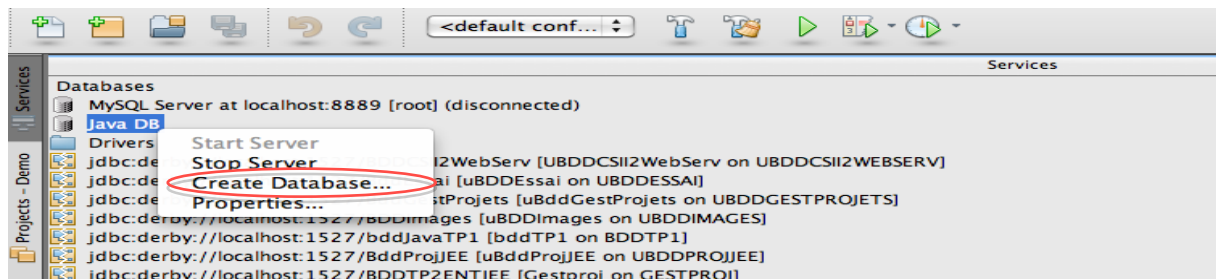 <default conf...
Services
Services
Projects – Demo
Databases
MySQL Server at localhost:8889 [root] (disconnected)
Java DB
Drivers
Start Server
Stop Server
Create Database...
Properties...
jdbc:de 12WebServ [UBDDCSII2WebServ on UBDDCSII2WEBSERV]
jdbc:de ai [uBDDEssai on UBDDESSAI]
jdbc:de estProjets [uBddGestProjets on UBDDGESTPROJETS]
jdbc:derby://localhost:1527/BDDImages [uBDDImages on UBDDIMAGES]
jdbc:derby://localhost:1527/bddJavaTP1 [bddTP1 on BDDTP1]
jdbc:derby://localhost:1527/BddProjJEE [uBddProjJEE on UBDDPROJJEE]
jdbc:derby://localhost:1527/BDDTP2ENTJEE [Gestproj on GESTPROJ]